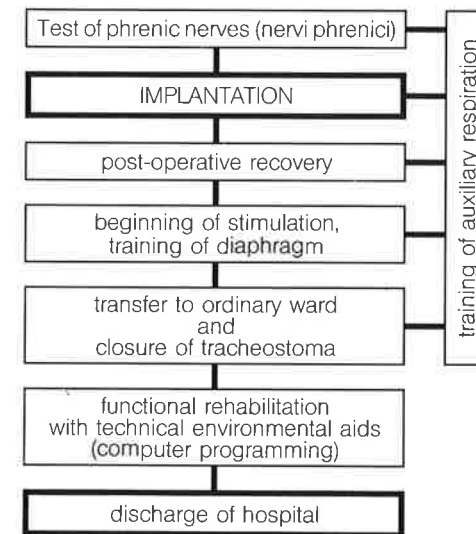 Test of phrenic nerves (nervi phrenici)
IMPLANTATION
post-operative recovery
beginning of stimulation,
training of diaphragm
transfer to ordinary ward
and
closure of tracheostoma
functional rehabilitation
with technical environmental aids
(computer programming)
discharge of hospital
training of auxiliary respiration